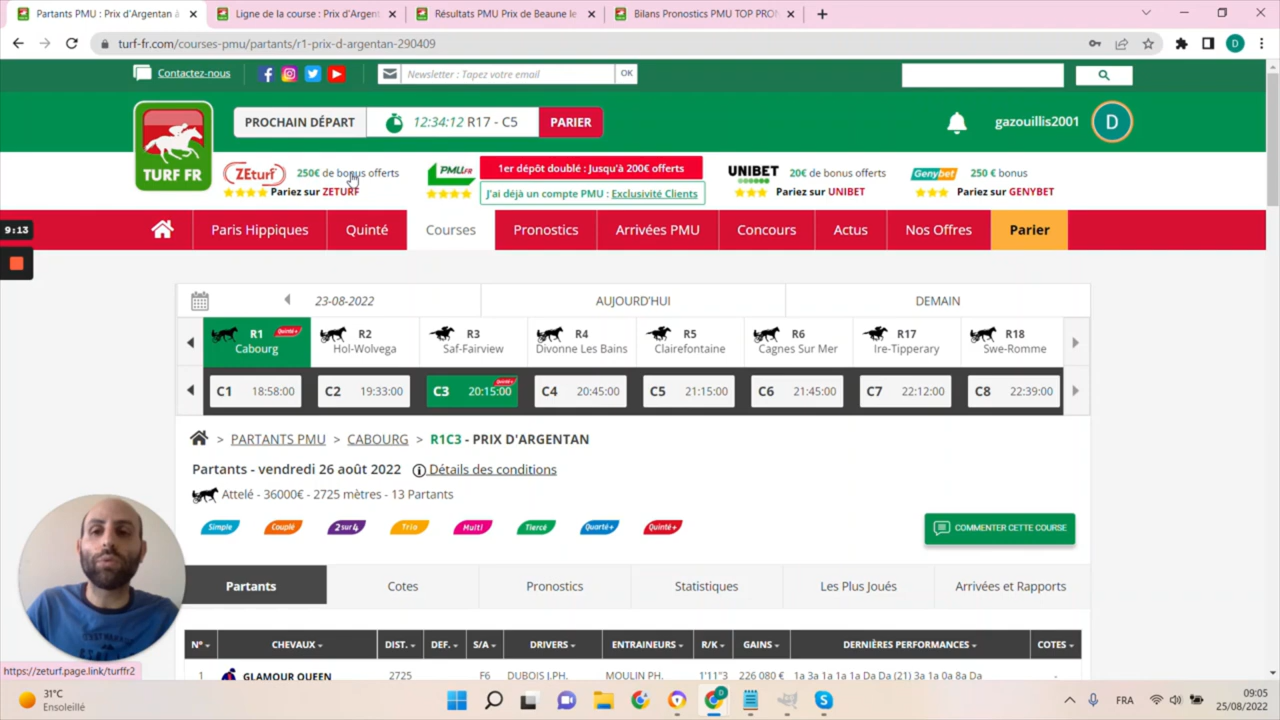 Partants PMU : Prix d'Argentan à
Ligne de la course : Prix d'Argent
Résultats PMU Prix de Beaune le
Bilans Pronostics PMU TOP PRON
turf-fr.com/courses-pmu/partants/r1-prix-d-argentan-290409
Contactez-nous
Newsletter : Tapez votre email OK
TURF FR
PROCHAIN DÉPART 12:34:12 R17 - C5 PARIER
gazouillis2001 D
ZEturf 250€ de bonus offerts
Pariez sur ZETURF
PMU.FR 1er dépôt doublé : Jusqu'à 200€ offerts
J'ai déjà un compte PMU : Exclusivité Clients
UNIBET 20€ de bonus offerts
Pariez sur UNIBET
Genybet 250 € bonus
Pariez sur GENYBET
9:13
Paris Hippiques Quinté Courses Pronostics Arrivées PMU Concours Actus Nos Offres Parier
23-08-2022 AUJOURD'HUI DEMAIN
R1 Quinté+ R2 R3 R4 R5 R6 R17 R18
Cabourg Hol-Wolvega Saf-Fairview Divonne Les Bains Clairefontaine Cagnes Sur Mer Ire-Tipperary Swe-Romme
C1 18:58:00 C2 19:33:00 C3 20:15:00 Quinté+ C4 20:45:00 C5 21:15:00 C6 21:45:00 C7 22:12:00 C8 22:39:00
> PARTANTS PMU > CABOURG > R1C3 - PRIX D'ARGENTAN
Partants - vendredi 26 août 2022 Détails des conditions
Attelé - 36000€ - 2725 mètres - 13 Partants
Simple Couplé 2 sur 4 Trio Multi Tiercé Quarté+ Quinté+
COMMENTER CETTE COURSE
Partants Cotes Pronostics Statistiques Les Plus Joués Arrivées et Rapports
N° CHEVAUX DIST. DEF. S/A DRIVERS ENTRAINEURS R/K GAINS DERNIÈRES PERFORMANCES COTES
1 GLAMOUR QUEEN 2725 F6 DUBOIS J.PH. MOULIN PH. 1'11"3 226 080 € 1a 3a 1a 1a 1a Da Da (21) 3a 1a 0a 8a Da -
https://zeturf.page.link/turffr2
31°C
Ensoleillé
FRA
09:05
25/08/2022